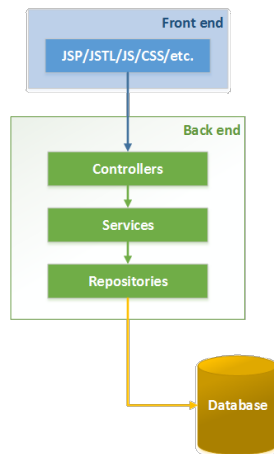 Front end
JSP/JSTL/JS/CSS/etc.
Back end
Controllers
Services
Repositories
Database